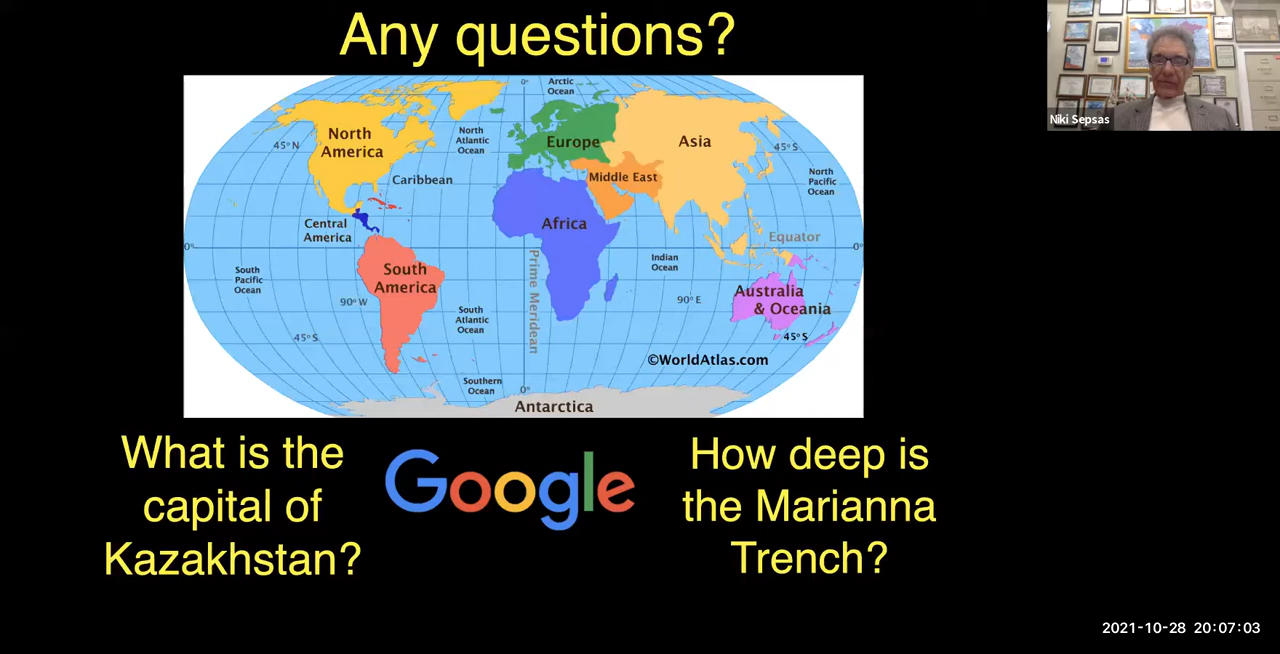 Any questions?
Niki Sepsas
0°
Arctic
Ocean
North
America
45° N
North
Atlantic
Ocean
Europe
Asia
45° S
North
Pacific
Ocean
Middle East
Caribbean
Central
America
Africa
Equator
0°
0°
Indian
Ocean
South
Pacific
Ocean
South
America
90° W
Prime Meridean
90° E
Australia
& Oceania
South
Atlantic
Ocean
45° S
45° S
©WorldAtlas.com
Southern
Ocean
0°
Antarctica
What is the
capital of
Kazakhstan?
Google
How deep is
the Marianna
Trench?
2021-10-28 20:07:03